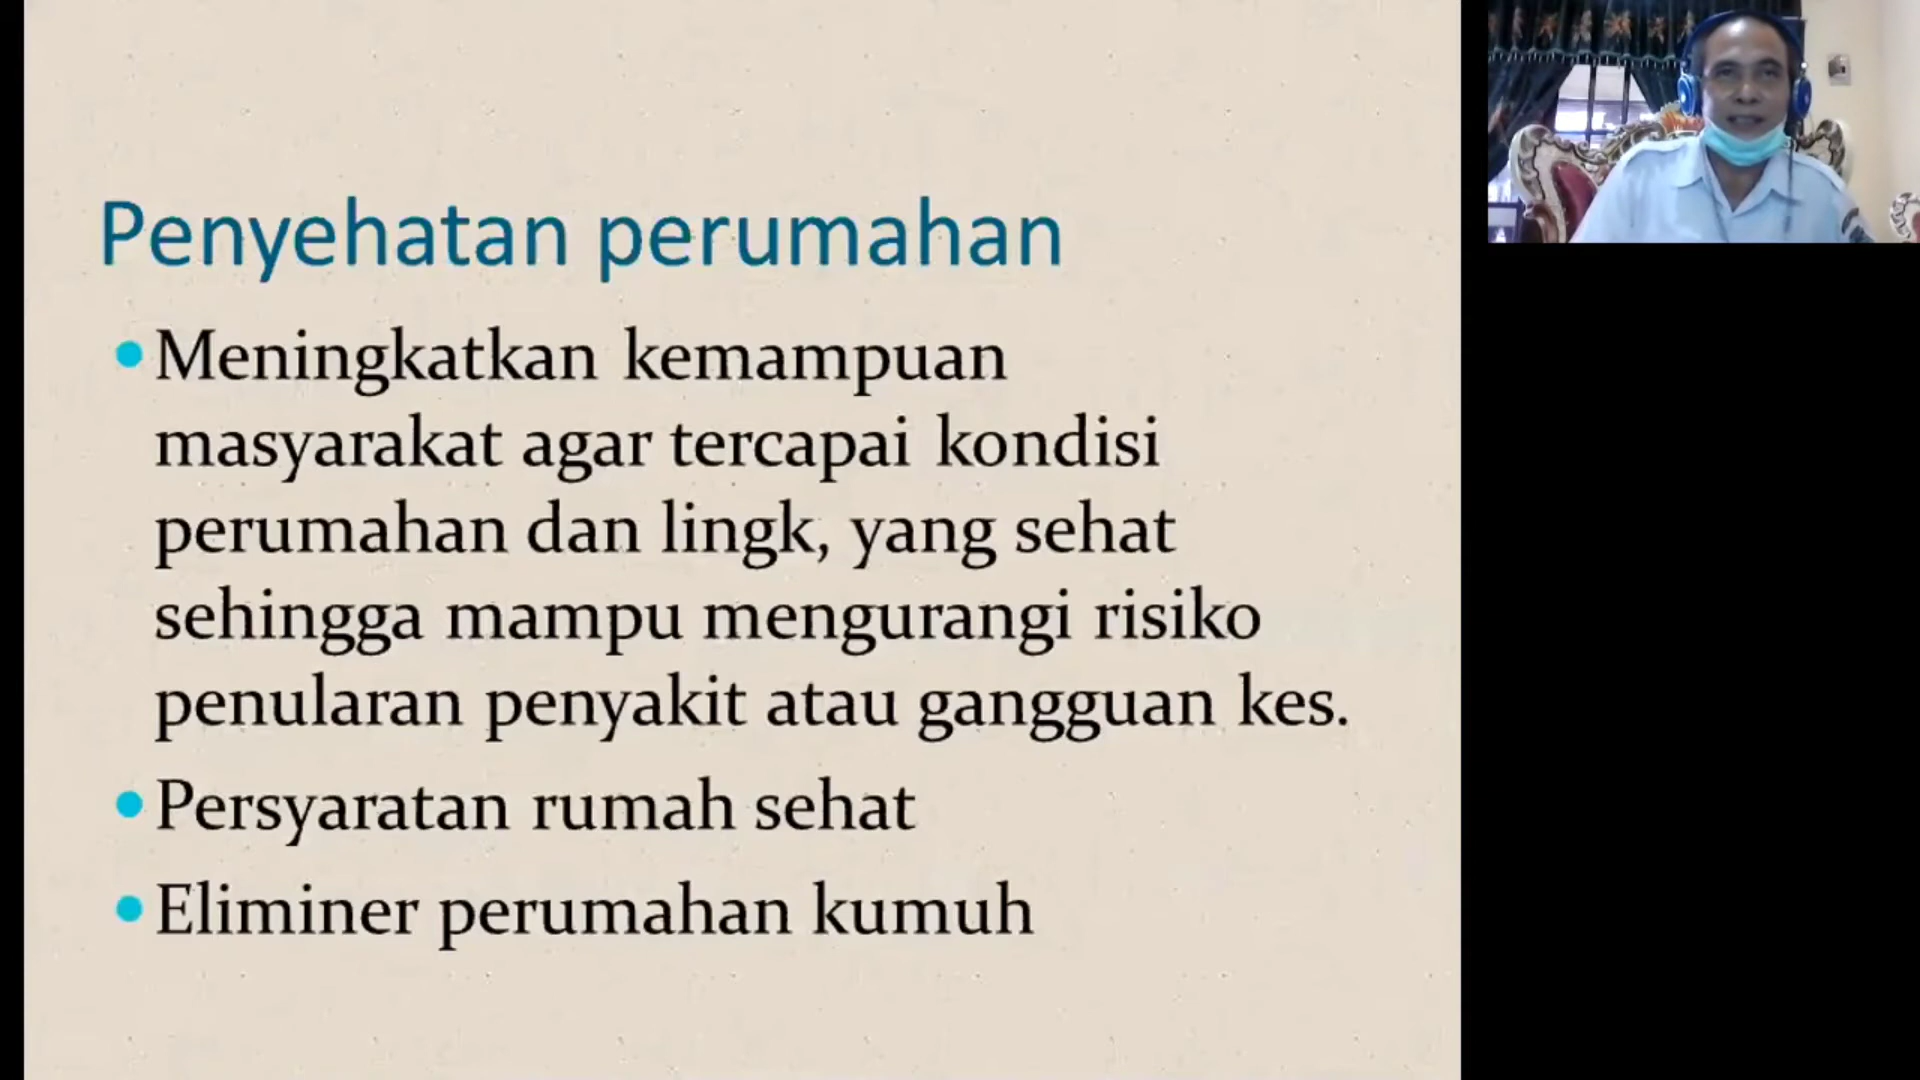 Penyehatan perumahan
• Meningkatkan kemampuan
masyarakat agar tercapai kondisi
perumahan dan lingk, yang sehat
sehingga mampu mengurangi risiko
penularan penyakit atau gangguan kes.
• Persyaratan rumah sehat
• Eliminer perumahan kumuh